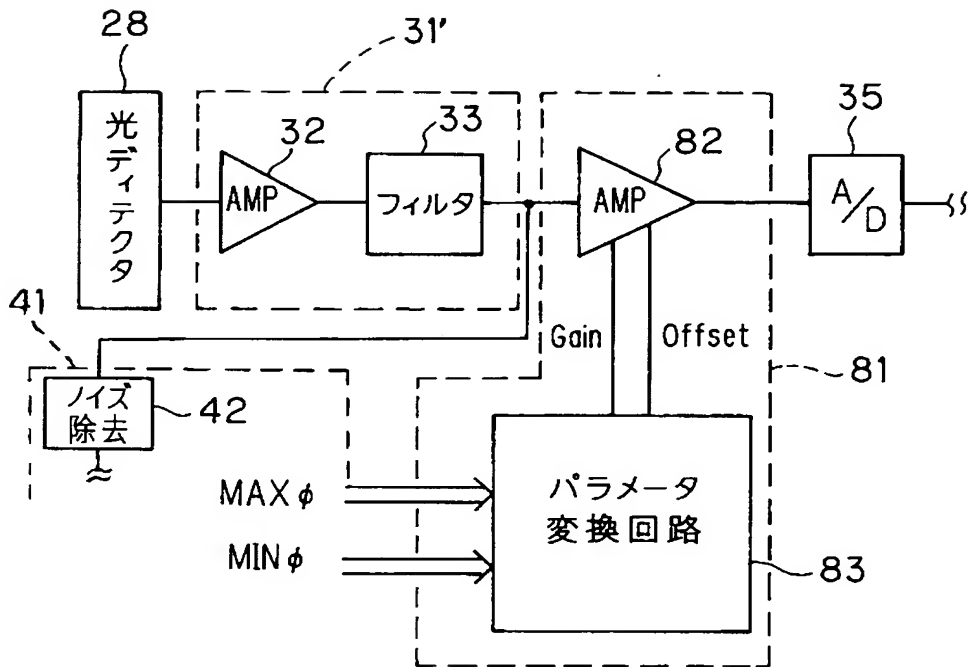 28
31'
光ディテクタ
32
AMP
33
フィルタ
82
AMP
35
A/D
41
ノイズ
除去
42
Gain
Offset
81
MAXφ
MINφ
パラメータ
変換回路
83